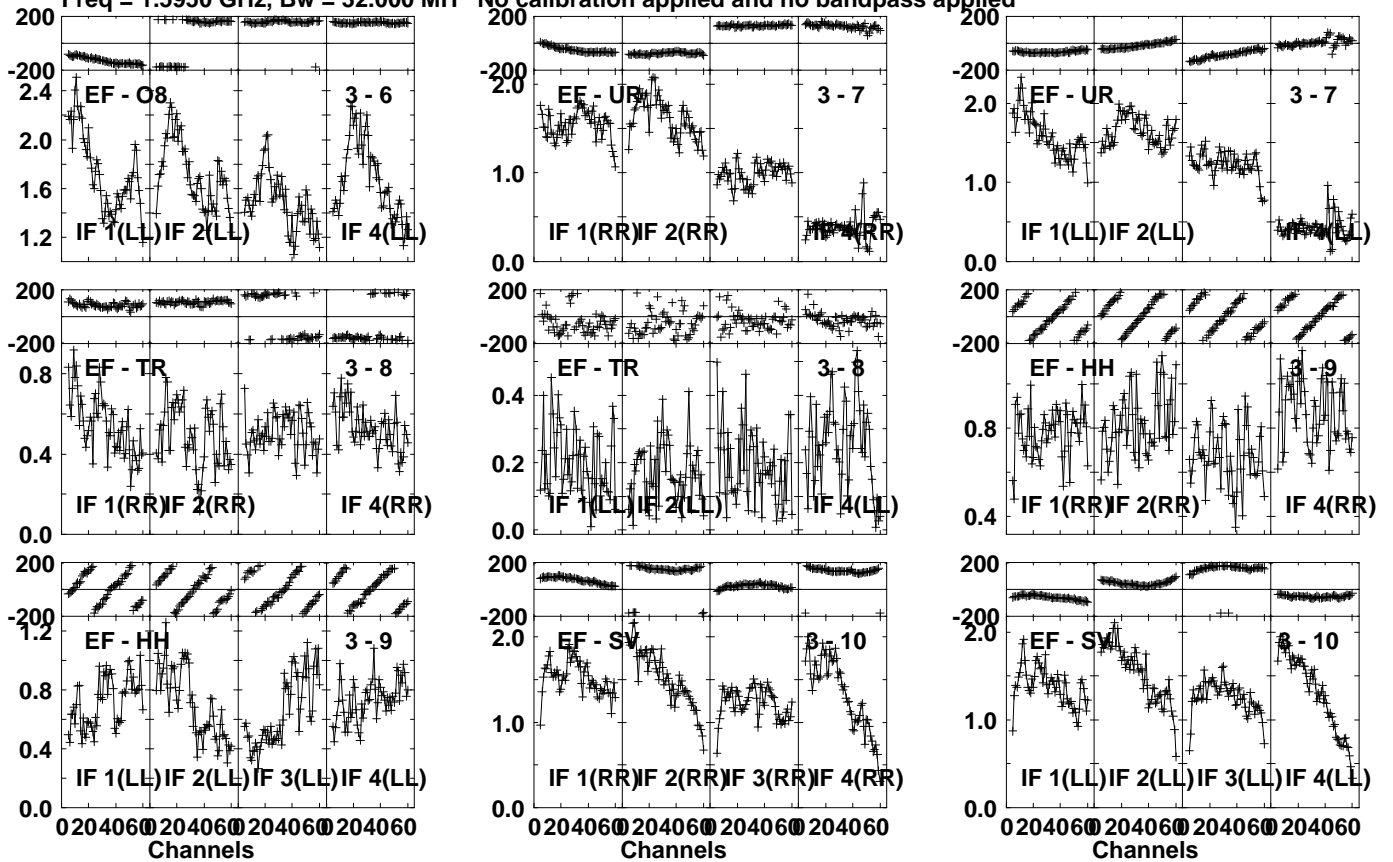 Freq = 1.5950 GHz, Bw = 32.000 MH No calibration applied and no bandpass applied
200
-200
EF - O8
3 - 6
2.4
2.0
1.6
1.2
IF 1(LL)
IF 2(LL)
IF 4(LL)
200
-200
EF - UR
3 - 7
2.0
1.0
0.0
IF 1(RR)
IF 2(RR)
IF 4(RR)
200
-200
EF - UR
3 - 7
2.0
1.0
0.0
IF 1(LL)
IF 2(LL)
IF 4(LL)
200
-200
EF - TR
3 - 8
0.8
0.4
0.0
IF 1(RR)
IF 2(RR)
IF 4(RR)
200
-200
EF - TR
3 - 8
0.4
0.2
0.0
IF 1(LL)
IF 2(LL)
IF 4(LL)
200
-200
EF - HH
3 - 9
0.8
0.4
IF 1(RR)
IF 2(RR)
IF 4(RR)
200
-200
EF - HH
3 - 9
1.2
0.8
0.4
0.0
IF 1(LL)
IF 2(LL)
IF 3(LL)
IF 4(LL)
0 20 40 60 0 20 40 60 0 20 40 60 0 20 40 60
Channels
200
-200
EF - SV
3 - 10
2.0
1.0
0.0
IF 1(RR)
IF 2(RR)
IF 3(RR)
IF 4(RR)
0 20 40 60 0 20 40 60 0 20 40 60 0 20 40 60
Channels
200
-200
EF - SV
3 - 10
2.0
1.0
0.0
IF 1(LL)
IF 2(LL)
IF 3(LL)
IF 4(LL)
0 20 40 60 0 20 40 60 0 20 40 60 0 20 40 60
Channels